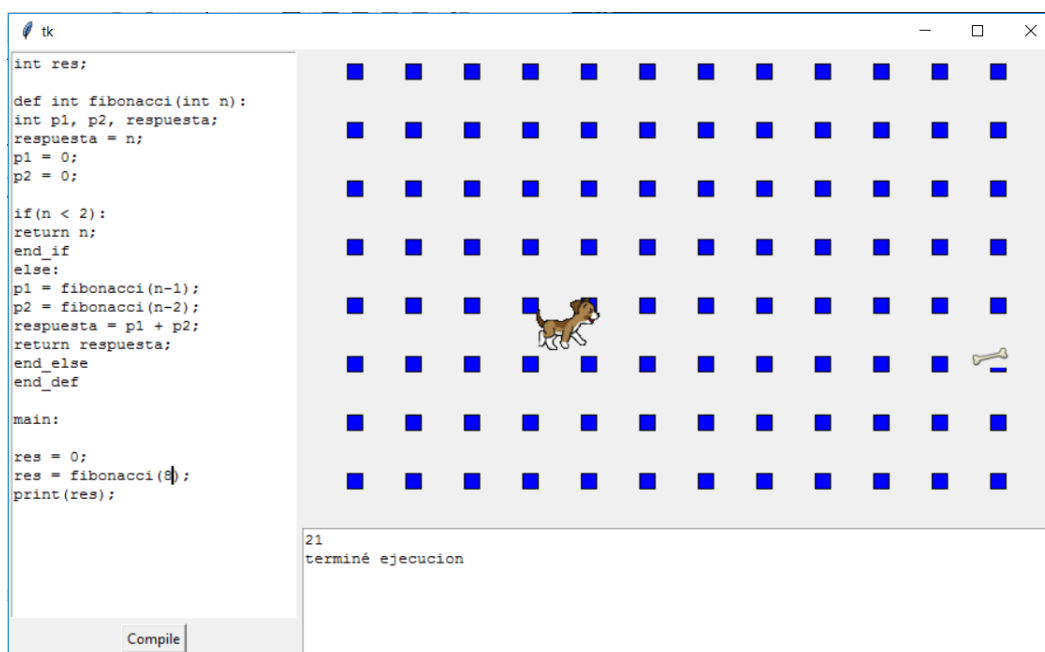 tk
int res;
def int fibonacci(int n):
int p1, p2, respuesta;
respuesta = n;
p1 = 0;
p2 = 0;
if(n < 2):
return n;
end_if
else:
p1 = fibonacci(n-1);
p2 = fibonacci(n-2);
respuesta = p1 + p2;
return respuesta;
end_else
end_def
main:
res = 0;
res = fibonacci(8);
print(res);
Compile
21
terminé ejecucion